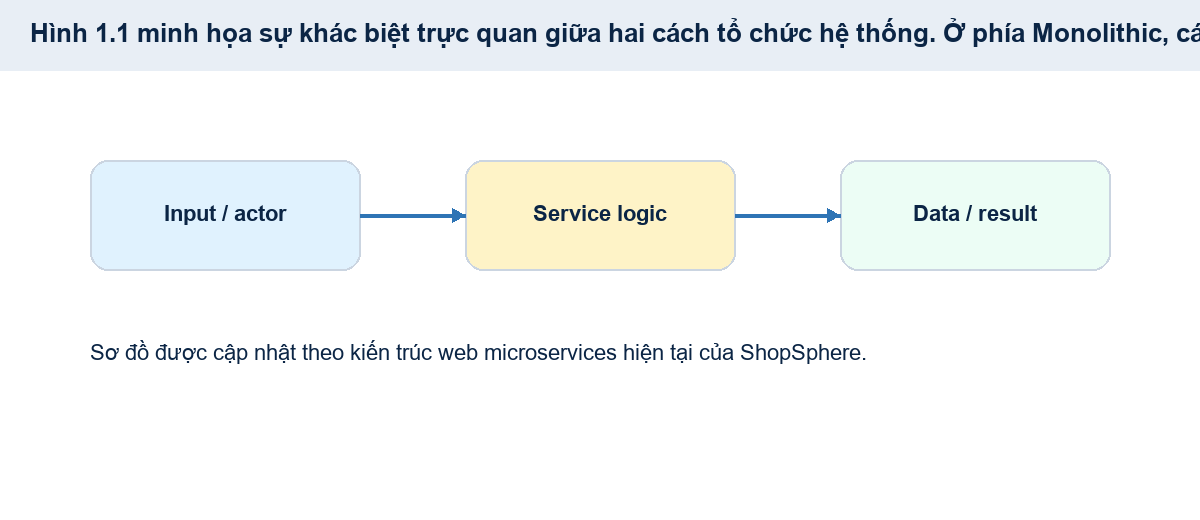 Hình 1.1 minh họa sự khác biệt trực quan giữa hai cách tổ chức hệ thống. Ở phía Monolithic, cá
Input / actor
Service logic
Data / result
Sơ đồ được cập nhật theo kiến trúc web microservices hiện tại của ShopSphere.